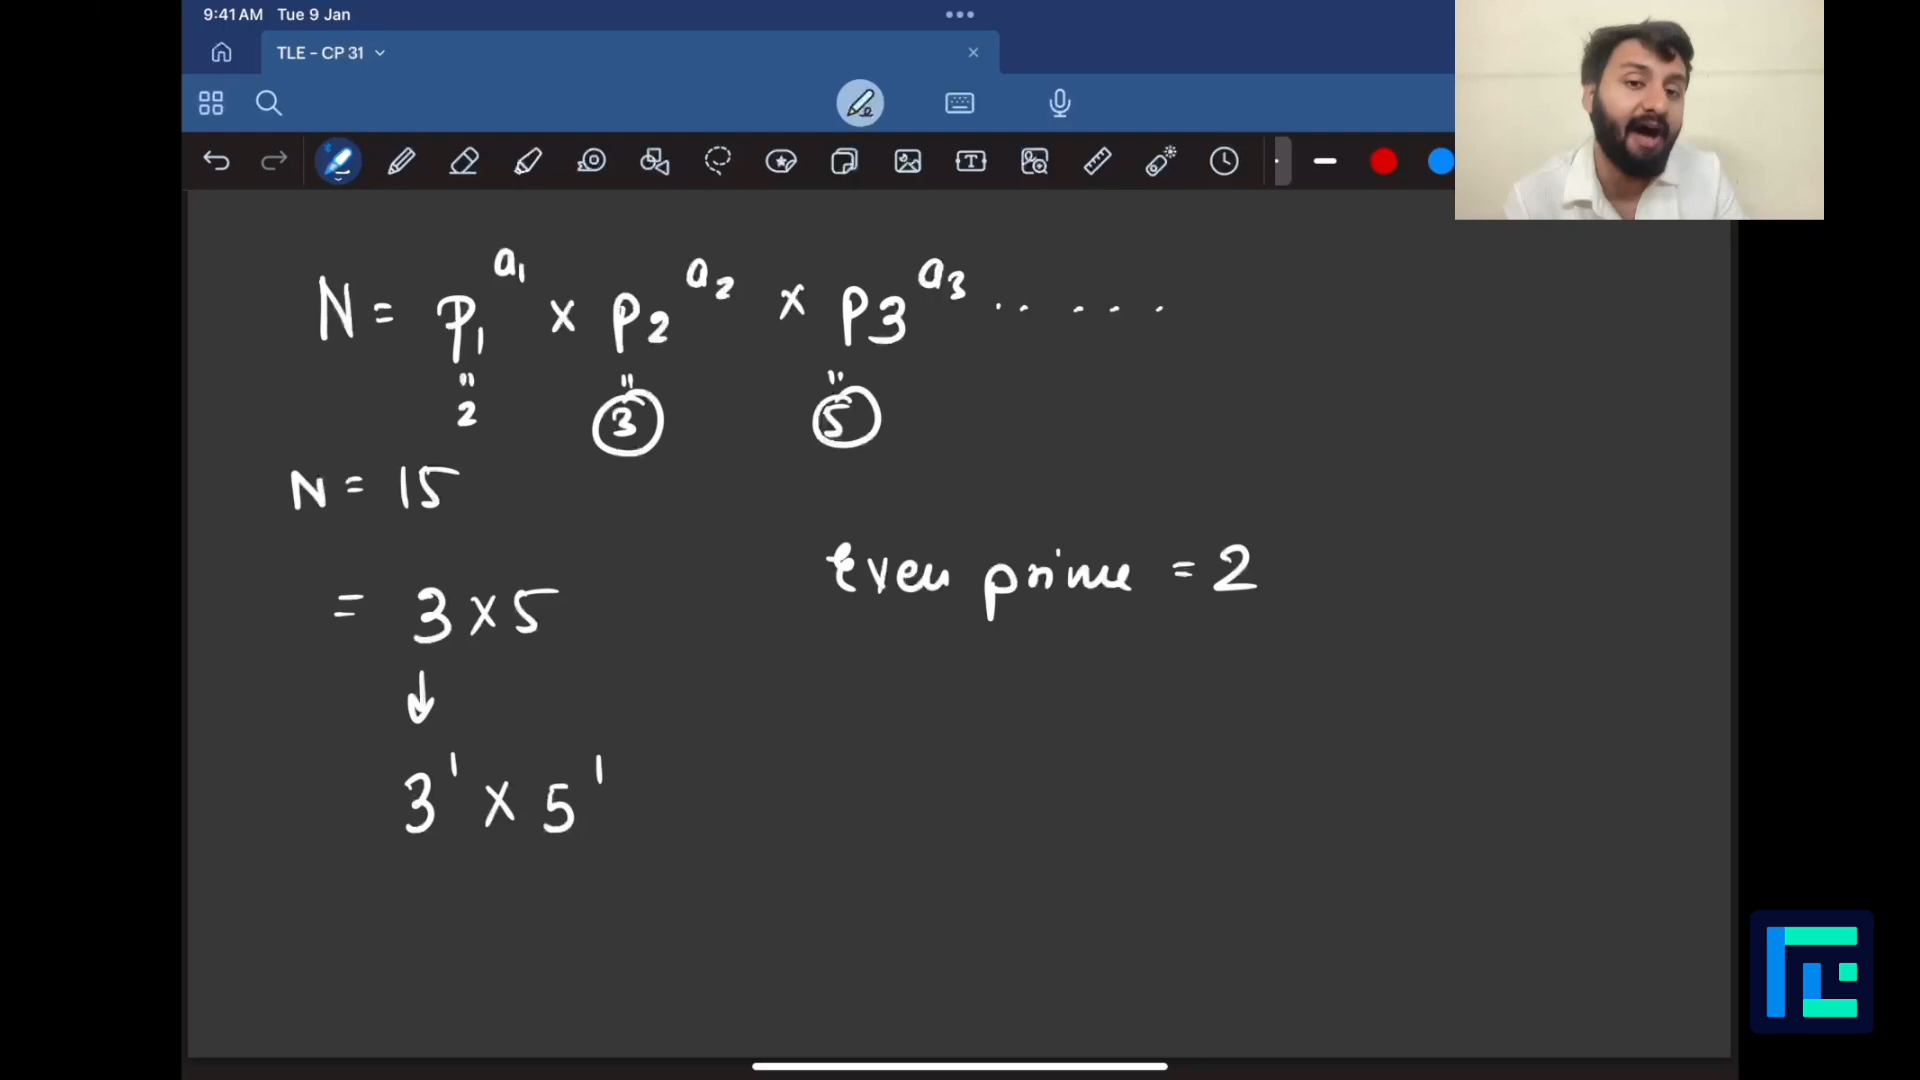 9:41 AM Tue 9 Jan
TLE - CP 31
N = p₁^a₁ × p₂^a₂ × p₃^a₃ .. ...
" " "
2 3 5
N = 15
= 3 × 5
Even prime = 2
↓
3^1 × 5^1